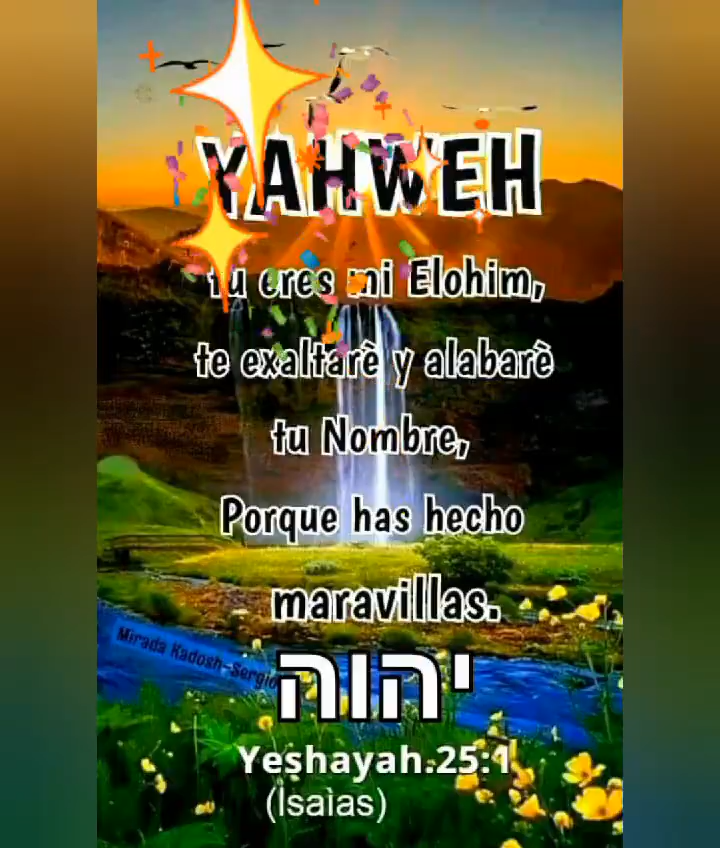 YAHWEH
tu eres mi Elohim,
te exaltarè y alabarè
tu Nombre,
Porque has hecho
maravillas.
Mirada Kadosh-Sergio
יהוה
Yeshayah.25:1
(Isaìas)